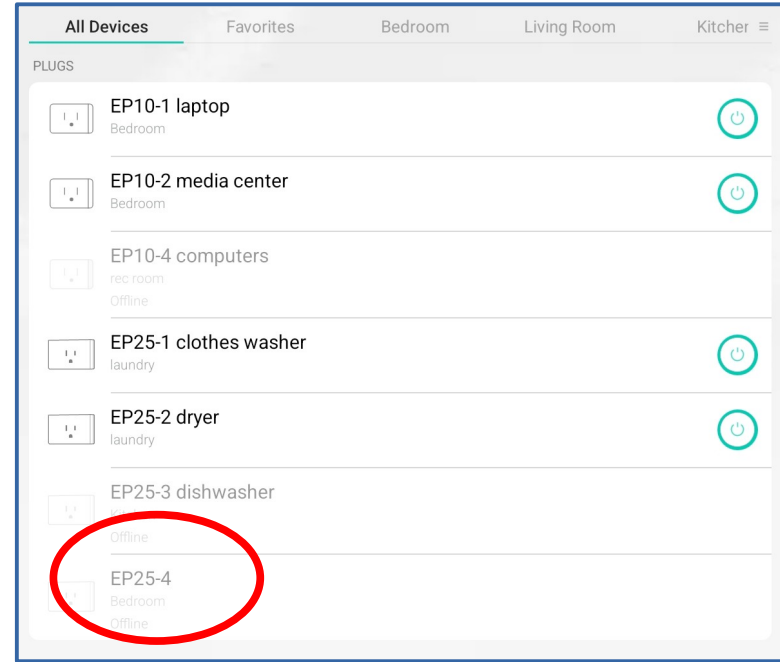 All Devices Favorites Bedroom Living Room Kitcher
PLUGS
EP10-1 laptop
Bedroom
EP10-2 media center
Bedroom
EP10-4 computers
rec room
Offline
EP25-1 clothes washer
laundry
EP25-2 dryer
laundry
EP25-3 dishwasher
Offline
EP25-4
Bedroom
Offline